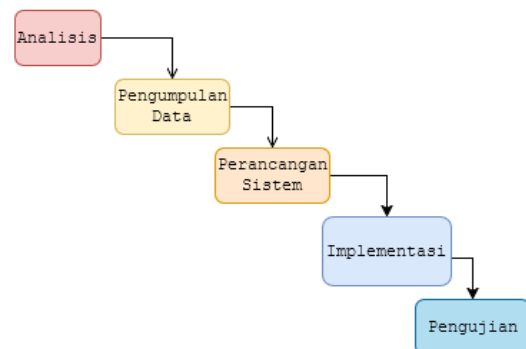 Analisis
Pengumpulan
Data
Perancangan
Sistem
Implementasi
Pengujian